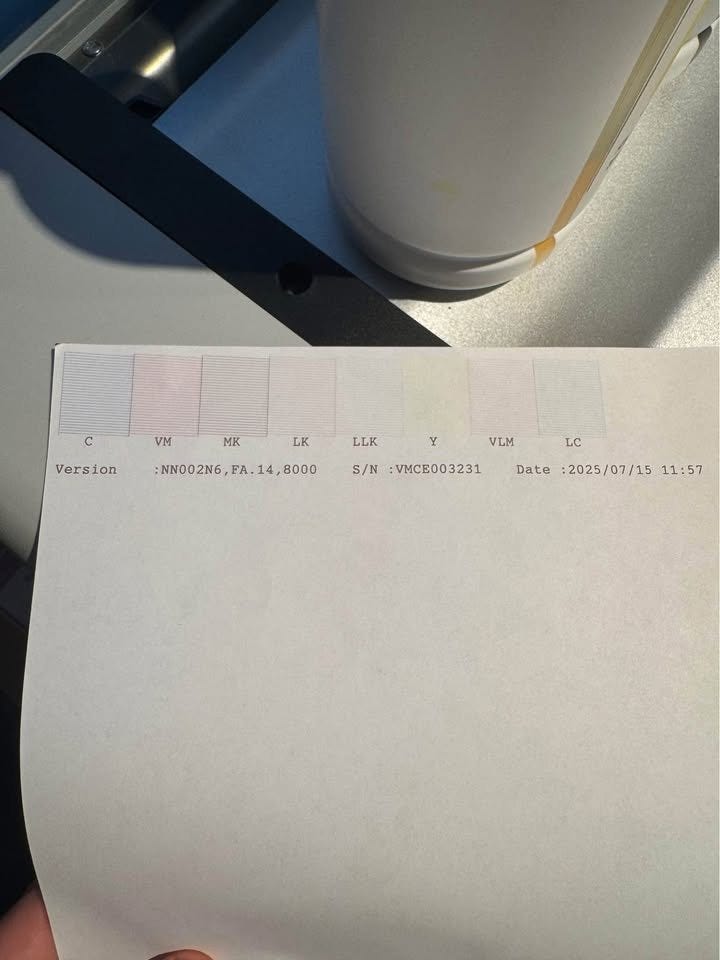 C VM MK LK LLK Y VLM LC
Version :NN002N6,FA.14,8000 S/N :VMCE003231 Date :2025/07/15 11:57